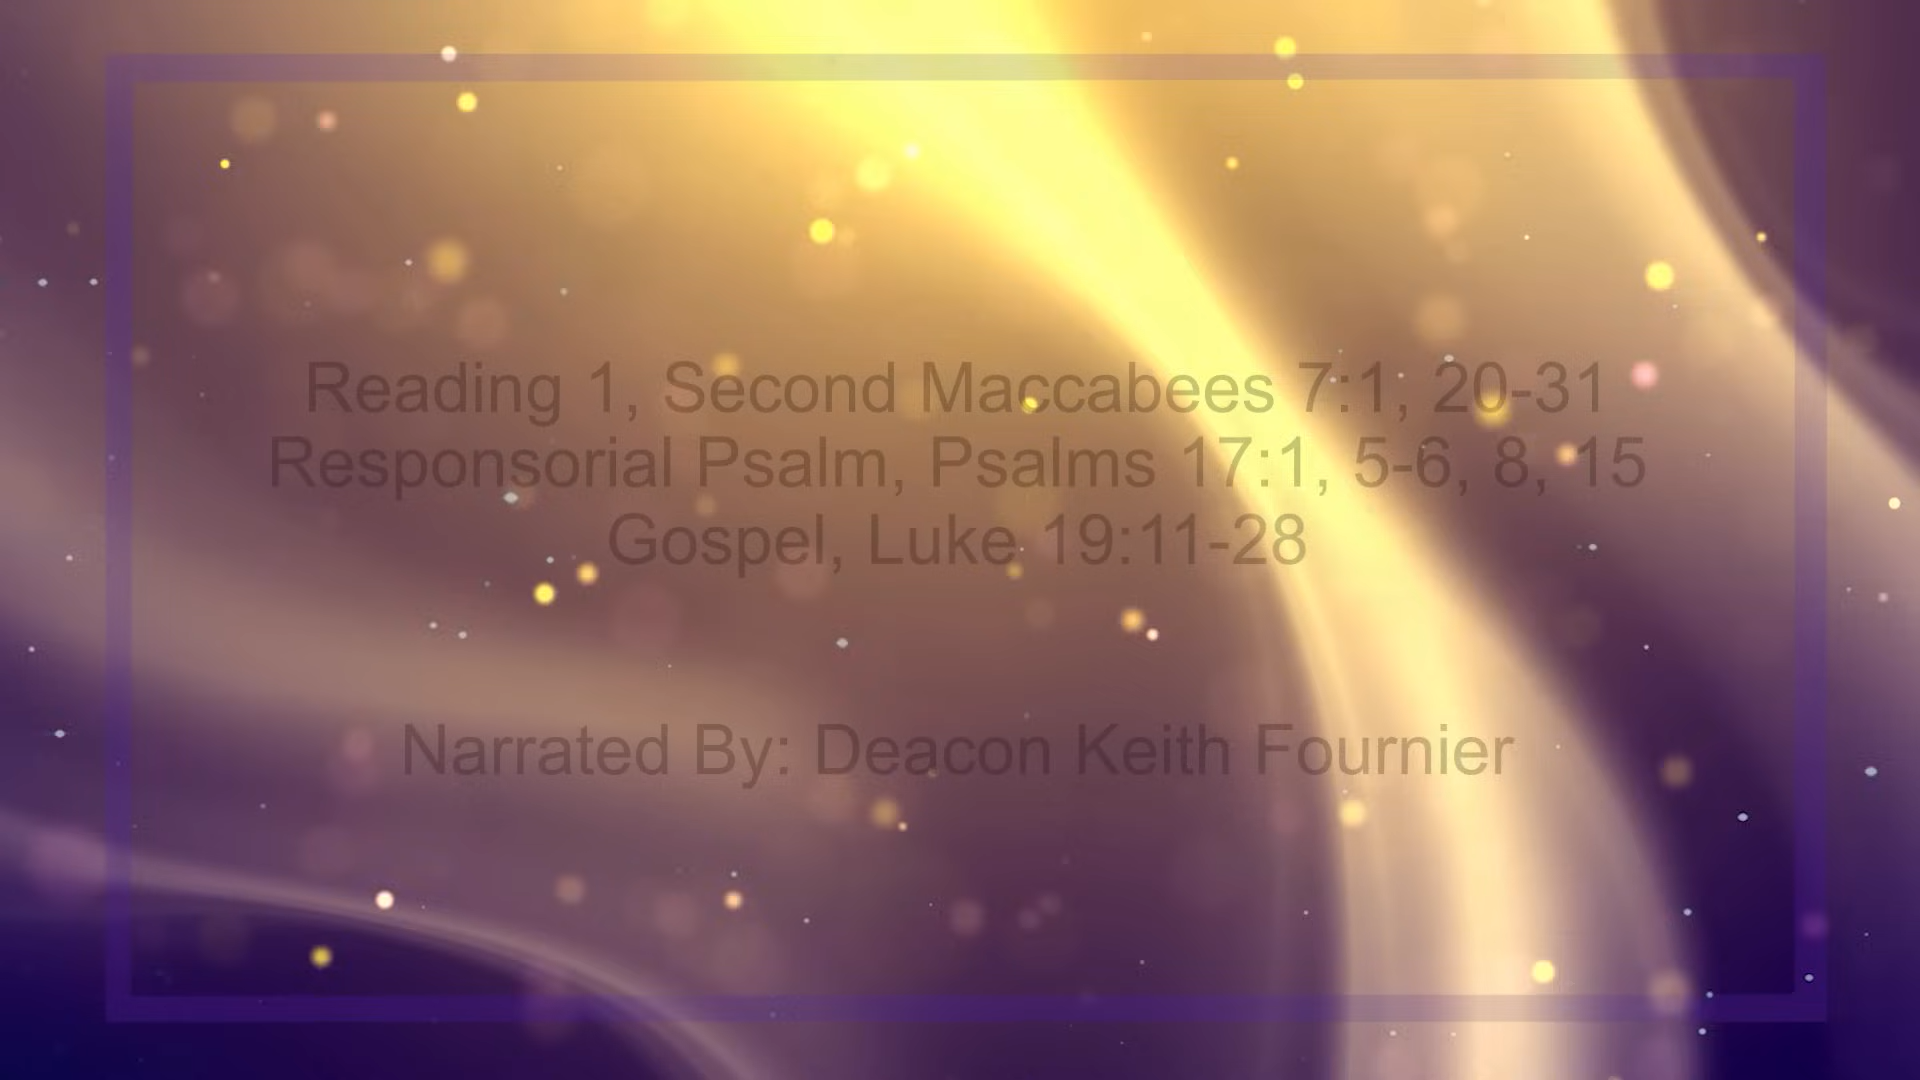 Reading 1, Second Maccabees 7:1, 20-31
Responsorial Psalm, Psalms 17:1, 5-6, 8, 15
Gospel, Luke 19:11-28
Narrated By: Deacon Keith Fournier